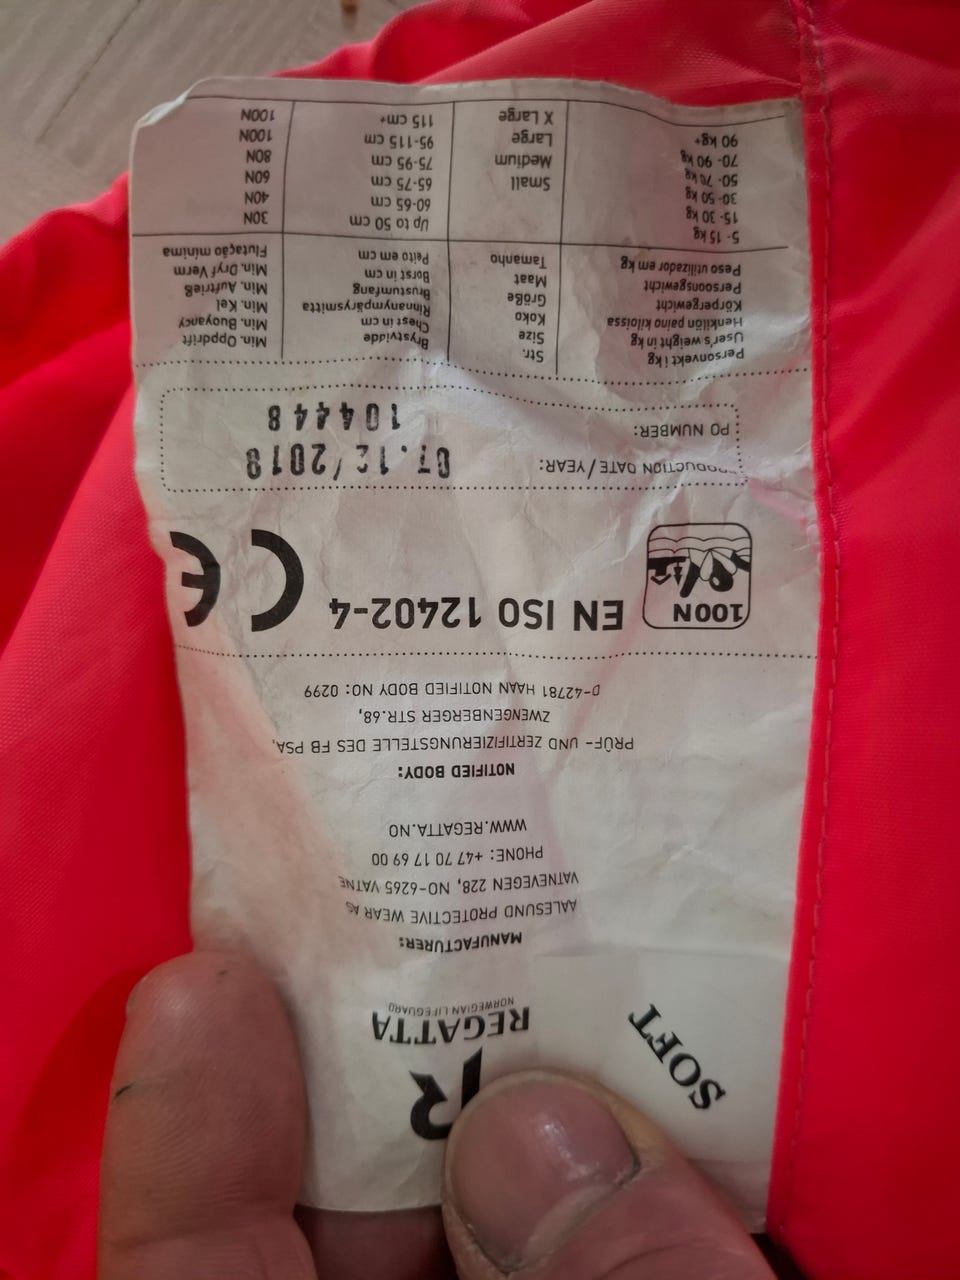 SOFT
R
REGATTA
NORWEGIAN LIFEGUARD
MANUFACTURER:
AALESUND PROTECTIVE WEAR AS
VATNEVEGEN 228, NO-6265 VATNE
PHONE: +47 70 17 69 00
WWW.REGATTA.NO
NOTIFIED BODY:
PRÜF- UND ZERTIFIZIERUNGSTELLE DES FB PSA,
ZWENGENBERGER STR.68,
D-42781 HAAN NOTIFIED BODY NO: 0299
100N EN ISO 12402-4 CE
PRODUCTION DATE/YEAR: 07.12/2018
PO NUMBER: 104448
Personvekt i kg Str. Brystvidde Min. Oppdrift
User's weight in kg Size Chest in cm Min. Buoyancy
Henkilön paino kiloissa Koko Rinnanympärysmitta Min. Kel
Körpergewicht Größe Brustumfang Min. Auftrieß
Persoonsgewicht Maat Borst in cm Min. Dryf Verm
Peso utilizador em kg Tamanho Peito em cm Flutação mínima
5- 15 kg Up to 50 cm 30N
15- 30 kg 60-65 cm 40N
30- 50 kg Small 65-75 cm 60N
50- 70 kg Medium 75-95 cm 80N
70- 90 kg Large 95-115 cm 100N
90 kg+ X Large 115 cm+ 100N